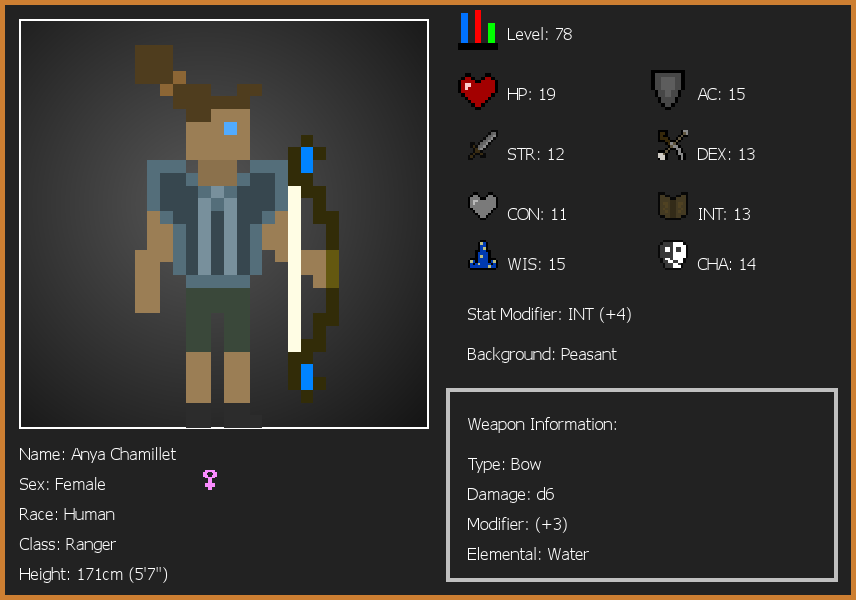 Level: 78
HP: 19
AC: 15
STR: 12
DEX: 13
CON: 11
INT: 13
WIS: 15
CHA: 14
Stat Modifier: INT (+4)
Background: Peasant
Weapon Information:
Type: Bow
Damage: d6
Modifier: (+3)
Elemental: Water
Name: Anya Chamillet
Sex: Female
Race: Human
Class: Ranger
Height: 171cm (5'7")